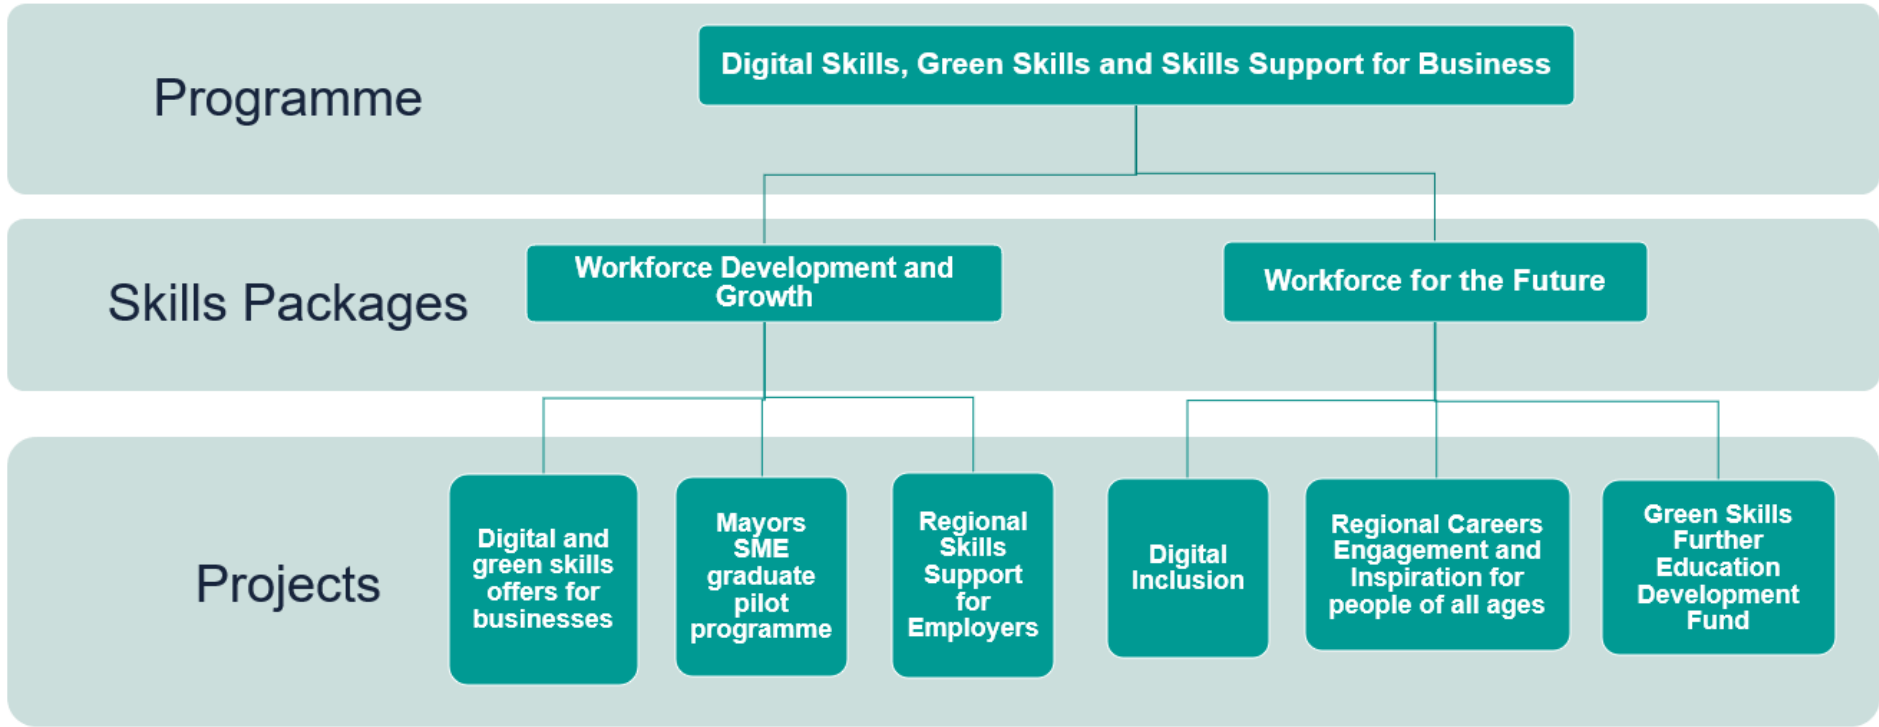 Programme
Digital Skills, Green Skills and Skills Support for Business
Skills Packages
Workforce Development and
Growth
Workforce for the Future
Projects
Digital and
green skills
offers for
businesses
Mayors
SME
graduate
pilot
programme
Regional
Skills
Support
for
Employers
Digital
Inclusion
Regional Careers
Engagement and
Inspiration for
people of all ages
Green Skills
Further
Education
Development
Fund